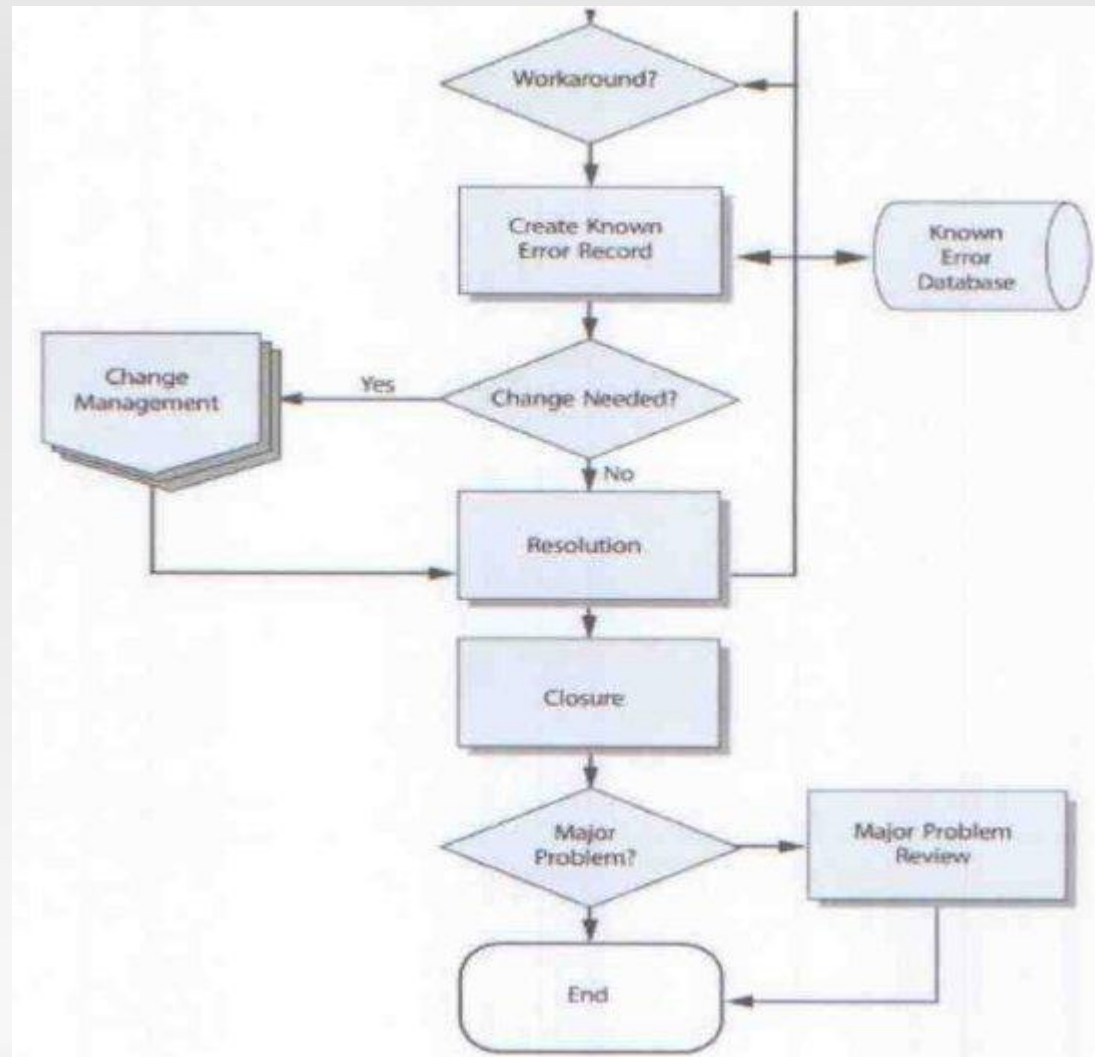 Workaround?
Create Known
Error Record
Known
Error
Database
Change
Management
Yes
Change Needed?
No
Resolution
Closure
Major
Problem?
Major Problem
Review
End